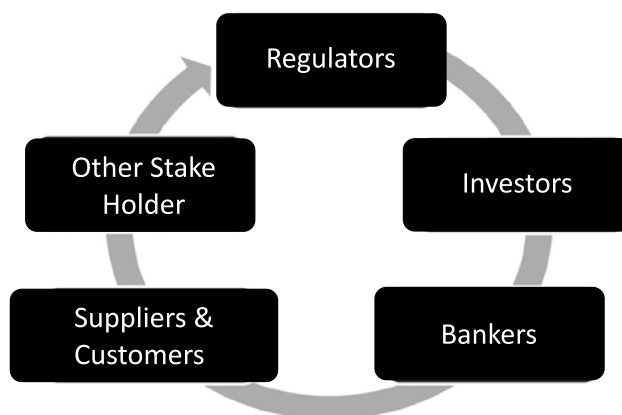 Regulators
Investors
Bankers
Suppliers &
Customers
Other Stake
Holder